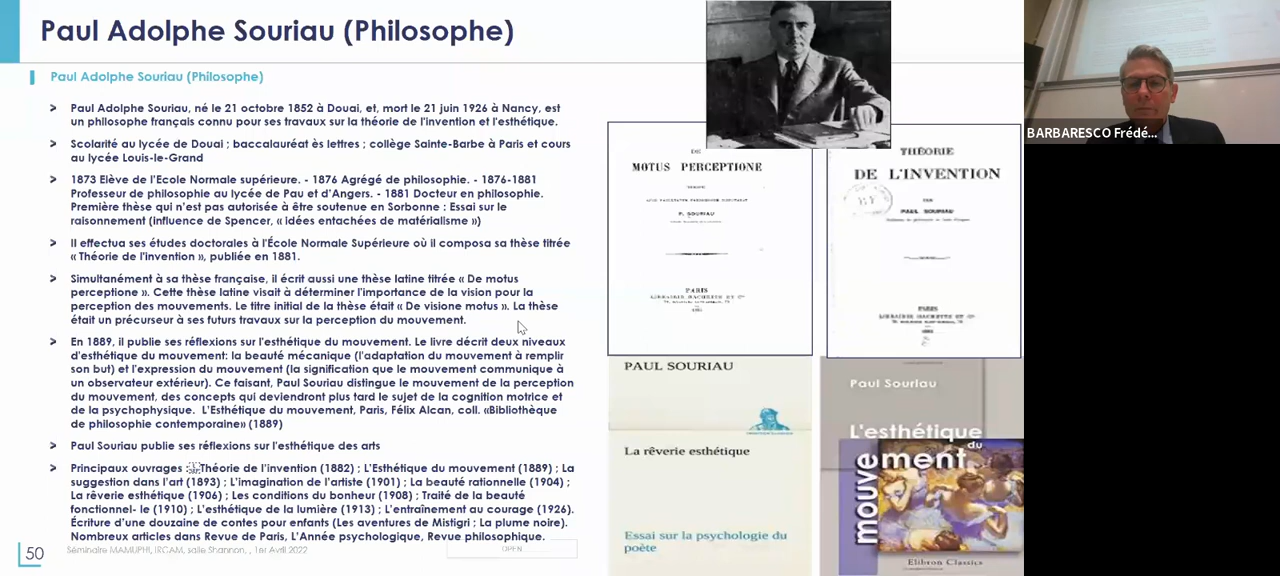 Paul Adolphe Souriau (Philosophe)
Paul Adolphe Souriau (Philosophe)
Paul Adolphe Souriau, né le 21 octobre 1852 à Douai, et, mort le 21 juin 1926 à Nancy, est
un philosophe français connu pour ses travaux sur la théorie de l'invention et l'esthétique.
Scolarité au lycée de Douai ; baccalauréat ès lettres ; collège Sainte-Barbe à Paris et cours
au lycée Louis-le-Grand
1873 Elève de l'Ecole Normale supérieure. - 1876 Agrégé de philosophie. - 1876-1881
Professeur de philosophie au lycée de Pau et d'Angers. - 1881 Docteur en philosophie.
Première thèse qui n'est pas autorisée à être soutenue en Sorbonne : Essai sur le
raisonnement (influence de Spencer, « idées entachées de matérialisme »)
Il effectua ses études doctorales à l'École Normale Supérieure où il composa sa thèse titrée
« Théorie de l'invention », publiée en 1881.
Simultanément à sa thèse française, il écrit aussi une thèse latine titrée « De motus
perceptione ». Cette thèse latine visait à déterminer l'importance de la vision pour la
perception des mouvements. Le titre initial de la thèse était « De visione motus ». La thèse
était un précurseur à ses futurs travaux sur la perception du mouvement.
En 1889, il publie ses réflexions sur l'esthétique du mouvement. Le livre décrit deux niveaux
d'esthétique du mouvement: la beauté mécanique (l'adaptation du mouvement à remplir
son but) et l'expression du mouvement (la signification que le mouvement communique à
un observateur extérieur). Ce faisant, Paul Souriau distingue le mouvement de la perception
du mouvement, des concepts qui deviendront plus tard le sujet de la cognition motrice et
de la psychophysique. L'Esthétique du mouvement, Paris, Félix Alcan, coll. «Bibliothèque
de philosophie contemporaine» (1889)
Paul Souriau publie ses réflexions sur l'esthétique des arts
Principaux ouvrages : Théorie de l'invention (1882) ; L'Esthétique du mouvement (1889) ; La
suggestion dans l'art (1893) ; L'imagination de l'artiste (1901) ; La beauté rationnelle (1904) ;
La rêverie esthétique (1906) ; Les conditions du bonheur (1908) ; Traité de la beauté
fonctionnel- le (1910) ; L'esthétique de la lumière (1913) ; L'entraînement au courage (1926).
Écriture d'une douzaine de contes pour enfants (Les aventures de Mistigri ; La plume noire).
Nombreux articles dans Revue de Paris, L'Année psychologique, Revue philosophique.
50
Séminaire MAMUPHI, IRCAM, salle Shannon, , 1er Avril 2022
OPEN
DE
MOTUS PERCEPTIONE
P. SOURIAU
PARIS
LIBRAIRIE HACHETTE ET Cie
THÉORIE
DE L'INVENTION
PAR
PAUL SOURIAU
PARIS
LIBRAIRIE HACHETTE ET Cie
PAUL SOURIAU
La rêverie esthétique
Essai sur la psychologie du
poète
Paul Souriau
L'esthétique
du
mouvement
Elibron Classics
BARBARESCO Frédé...